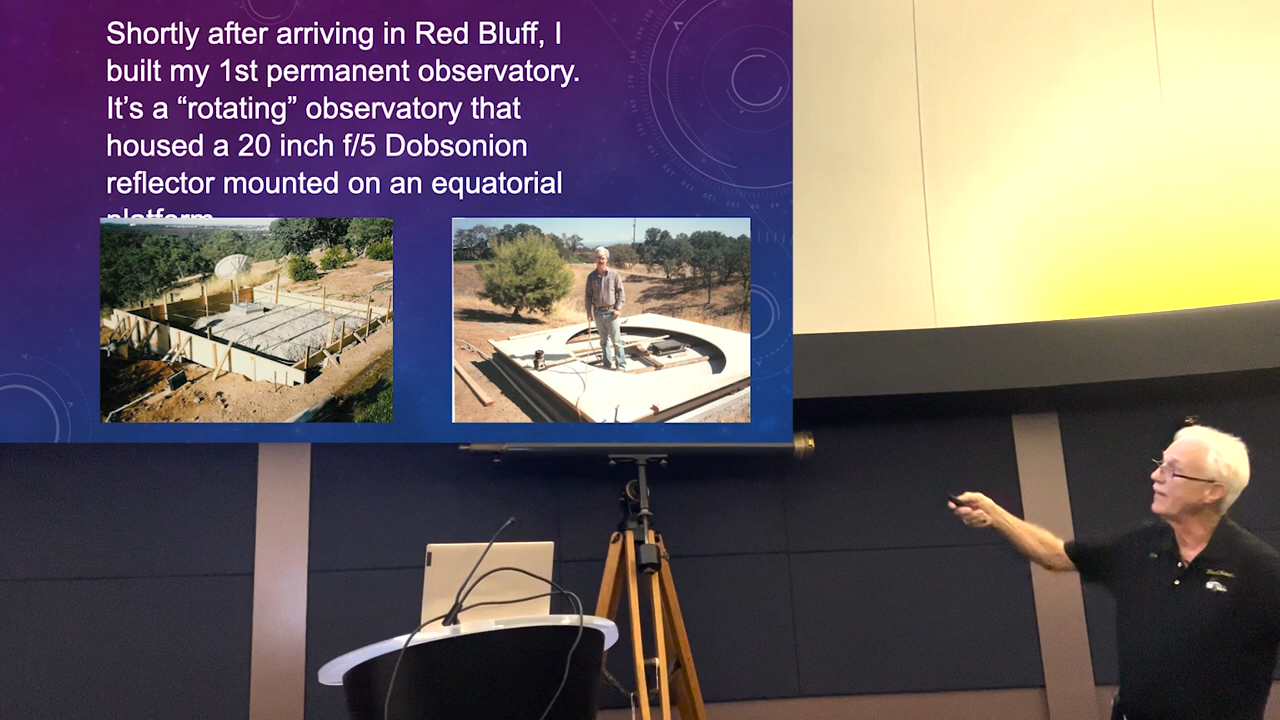 Shortly after arriving in Red Bluff, I
built my 1st permanent observatory.
It’s a “rotating” observatory that
housed a 20 inch f/5 Dobsonion
reflector mounted on an equatorial
platform